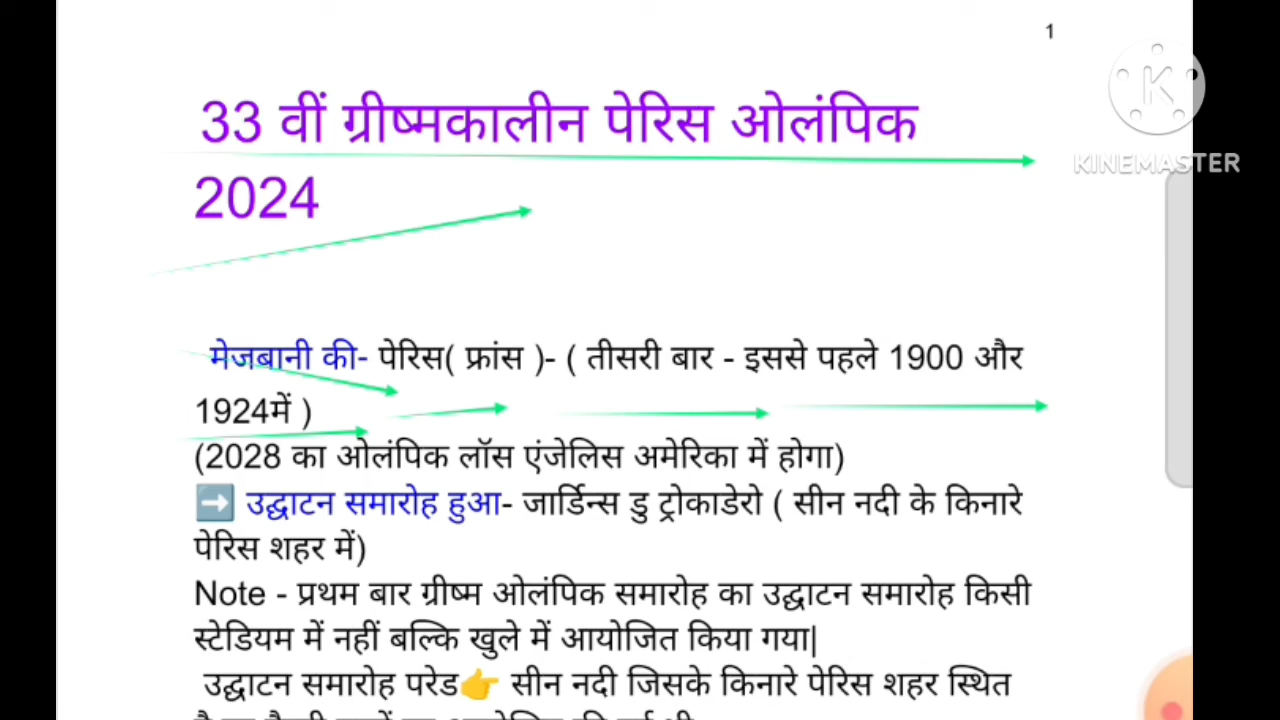 1
33 वीं ग्रीष्मकालीन पेरिस ओलंपिक
2024
KINEMASTER
मेजबानी की- पेरिस( फ्रांस )- ( तीसरी बार - इससे पहले 1900 और
1924में )
(2028 का ओलंपिक लॉस एंजेलिस अमेरिका में होगा)
➡️ उद्घाटन समारोह हुआ- जार्डिन्स डु ट्रोकाडेरो ( सीन नदी के किनारे
पेरिस शहर में)
Note - प्रथम बार ग्रीष्म ओलंपिक समारोह का उद्घाटन समारोह किसी
स्टेडियम में नहीं बल्कि खुले में आयोजित किया गया|
उद्घाटन समारोह परेड👉 सीन नदी जिसके किनारे पेरिस शहर स्थित